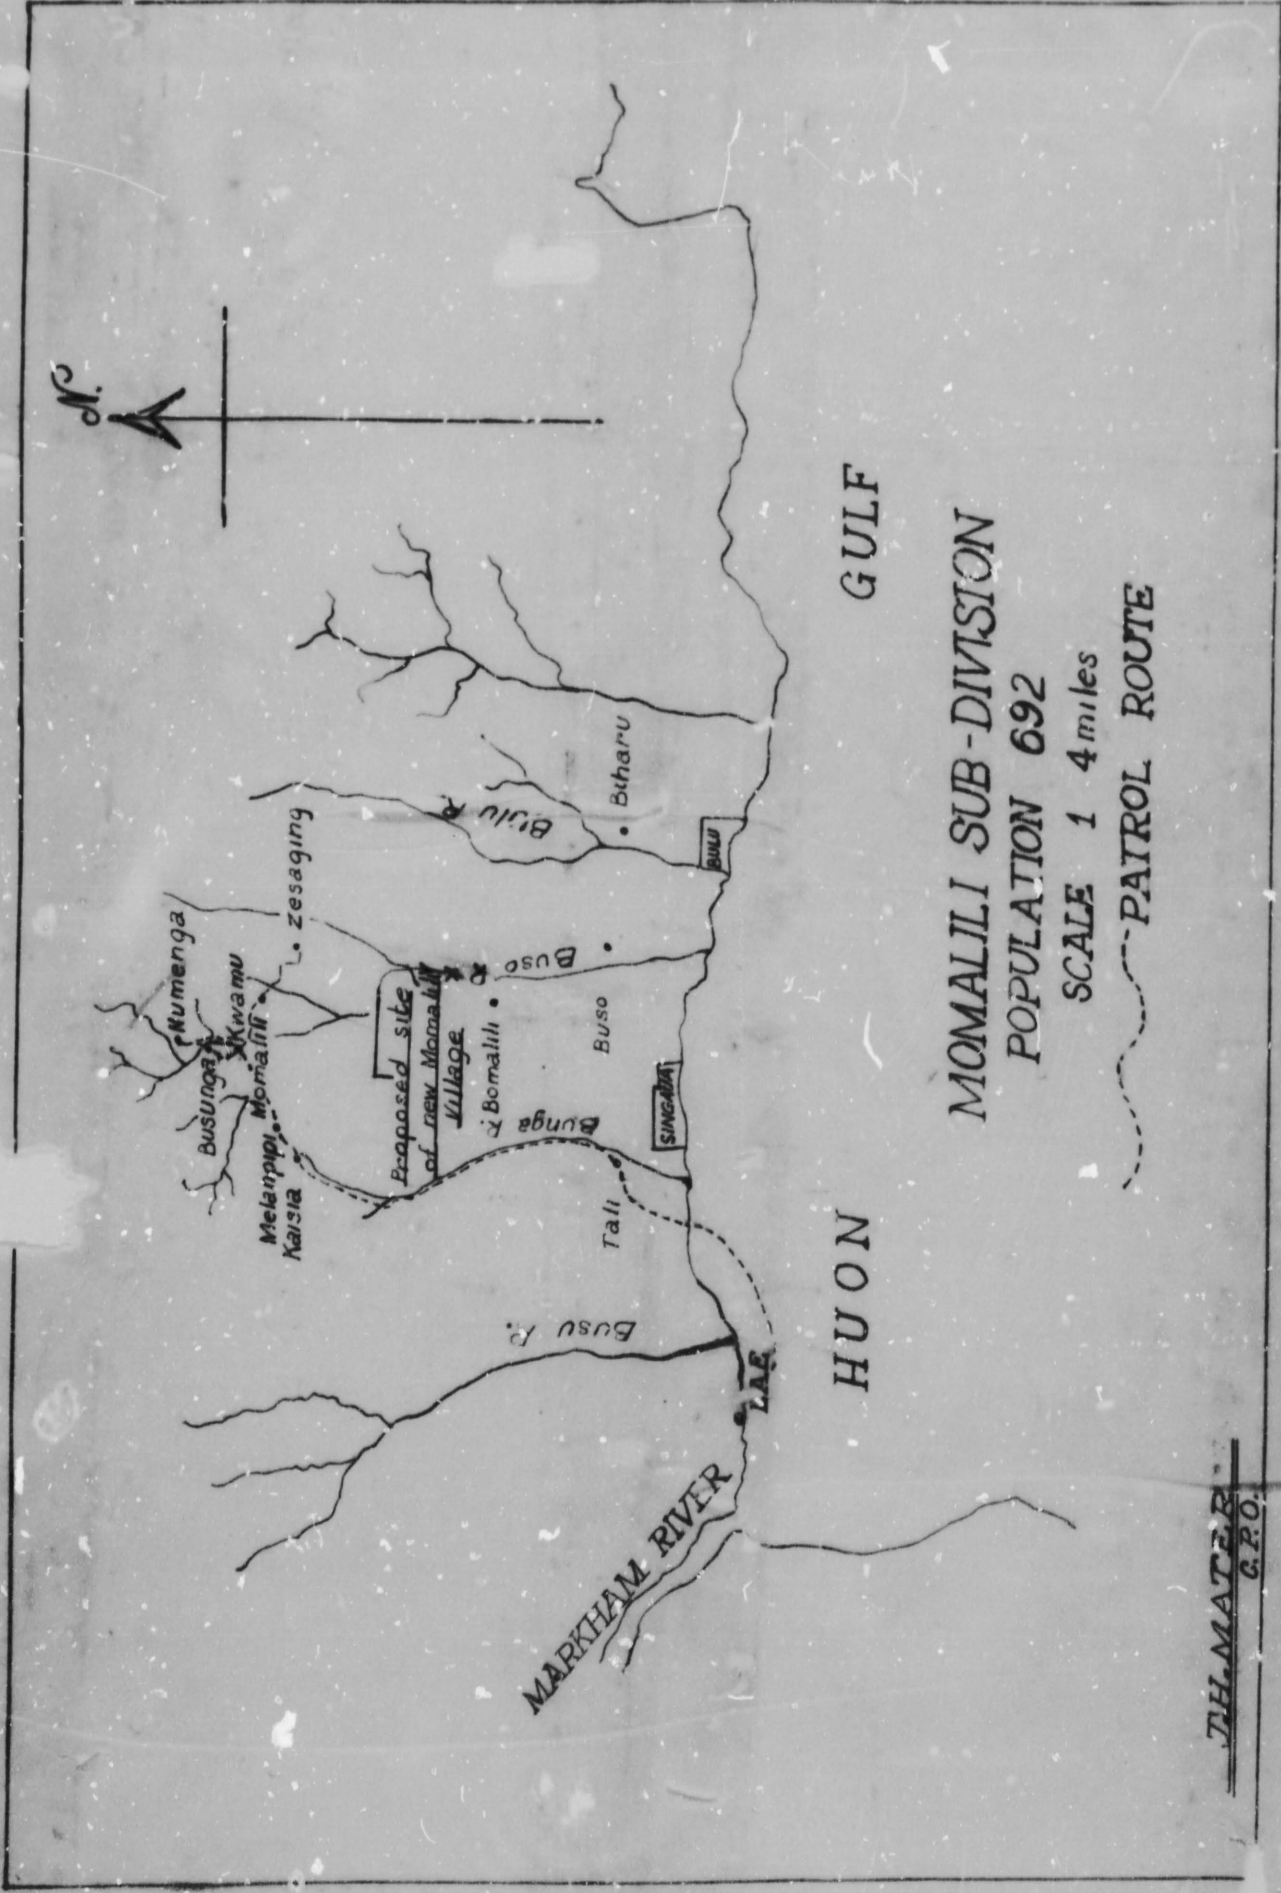 N.
pNumenga
Busunga
Kwamu
Momalili
Zesaging
Melanpipi
Kaisia
Proposed site
of new Momalili
Village
Bomalili
Bulu R
Biharu
Buso R
Buso
Bunga R.
Tali
Busu R.
BULU
SINGAUA
LAE
MARKHAM RIVER
HUON GULF
MOMALILI SUB-DIVISION
POPULATION 692
SCALE 1 4 miles
PATROL ROUTE
T.H.MATER
C.P.O.